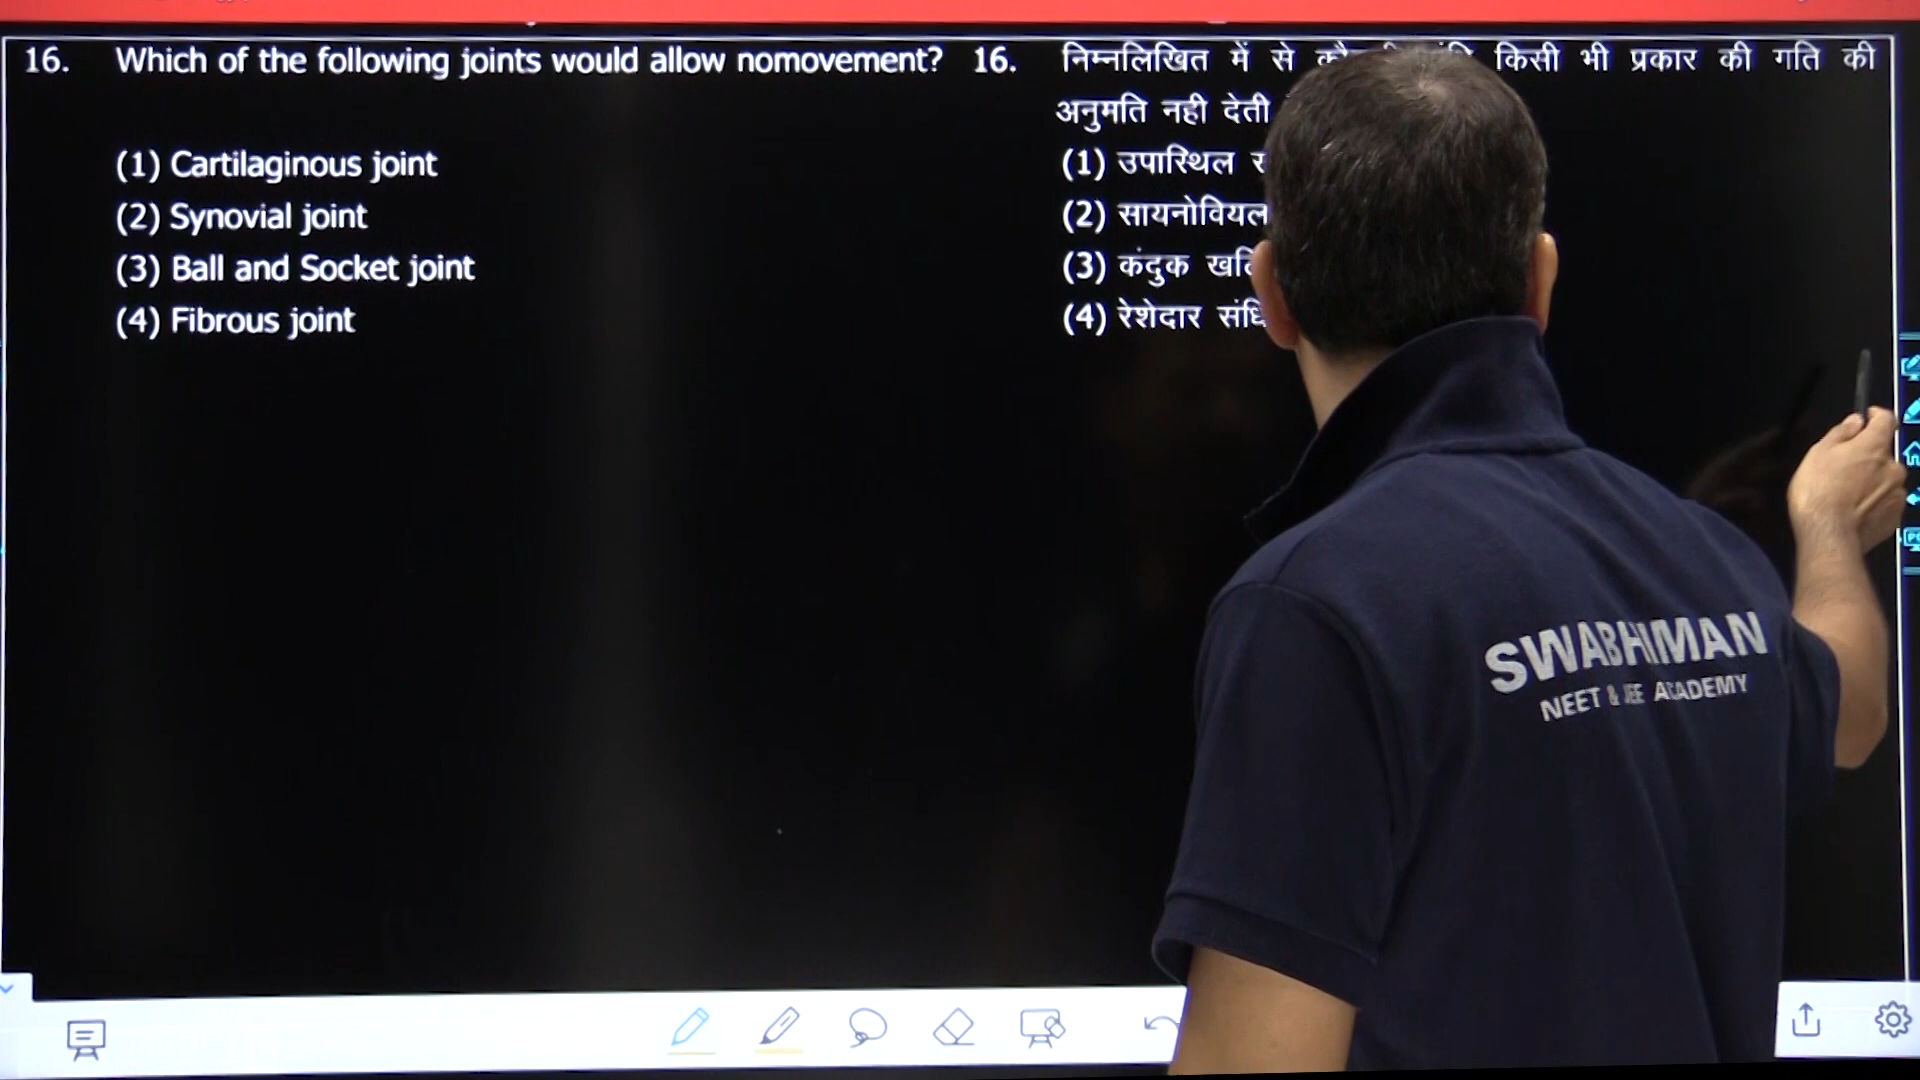 16. Which of the following joints would allow nomovement?
(1) Cartilaginous joint
(2) Synovial joint
(3) Ball and Socket joint
(4) Fibrous joint
16. निम्नलिखित में से किसी भी प्रकार की गति की
अनुमति नही देती
(1) उपास्थिल
(2) सायनोवियल
(3) कंदुक
(4) रेशेदार
SWABHIMAN
NEET & JEE ACADEMY